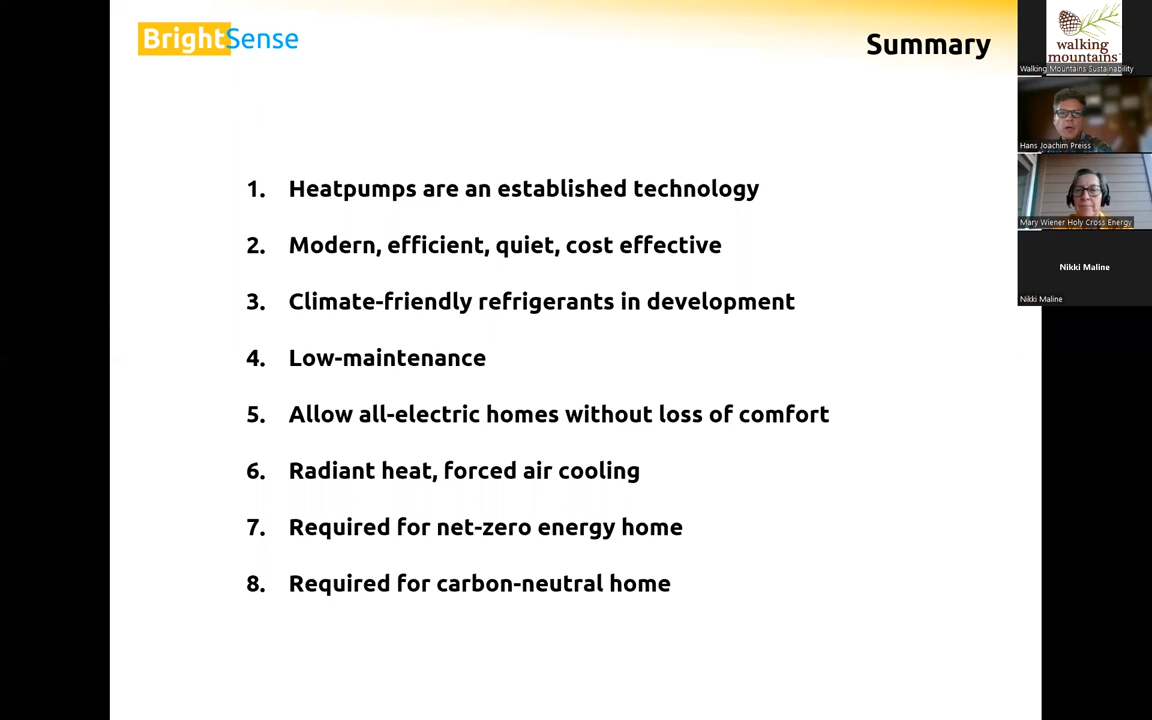 BrightSense
Summary
1. Heatpumps are an established technology
2. Modern, efficient, quiet, cost effective
3. Climate-friendly refrigerants in development
4. Low-maintenance
5. Allow all-electric homes without loss of comfort
6. Radiant heat, forced air cooling
7. Required for net-zero energy home
8. Required for carbon-neutral home
walking
mountains
Walking Mountains Sustainability
Hans Joachim Preiss
Mary Wiener Holy Cross Energy
Nikki Maline
Nikki Maline